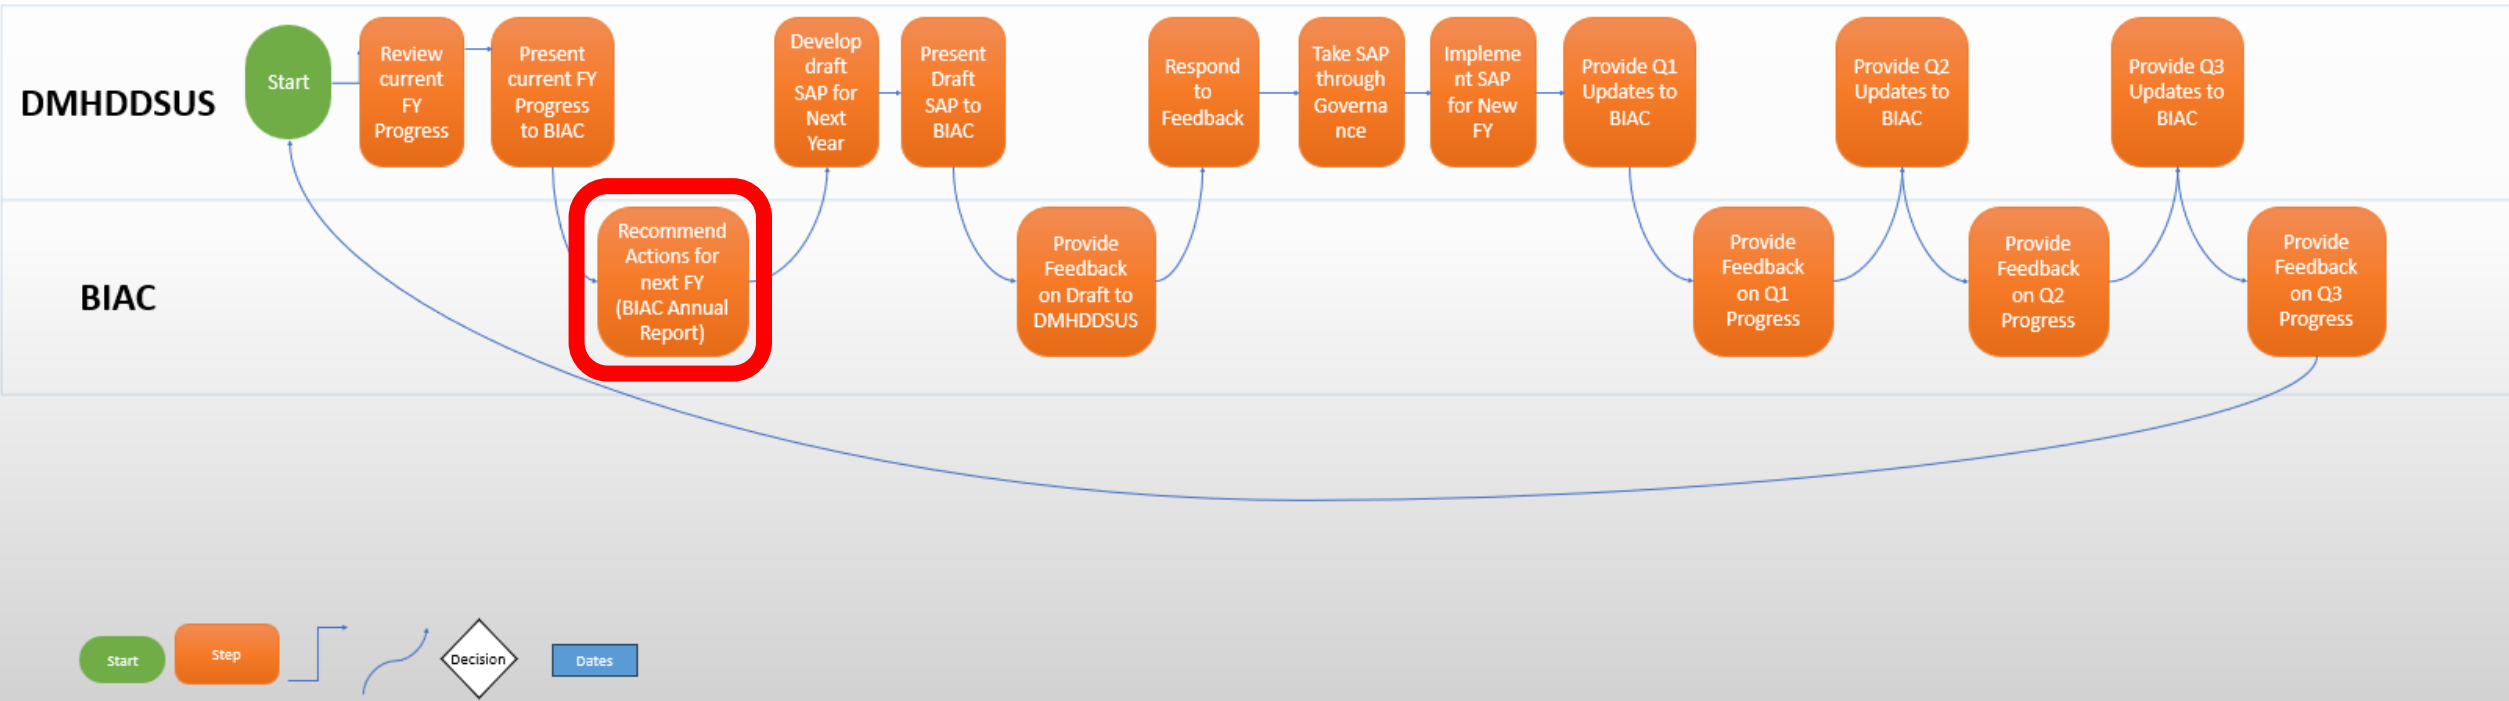 DMHDDSUS
Start
Review
current
FY
Progress
Present
current FY
Progress
to BIAC
Develop
draft
SAP for
Next
Year
Present
Draft
SAP to
BIAC
Respond
to
Feedback
Take SAP
through
Governa
nce
Impleme
nt SAP
for New
FY
Provide Q1
Updates to
BIAC
Provide Q2
Updates to
BIAC
Provide Q3
Updates to
BIAC
BIAC
Recommend
Actions for
next FY
(BIAC Annual
Report)
Provide
Feedback
on Draft to
DMHDDSUS
Provide
Feedback
on Q1
Progress
Provide
Feedback
on Q2
Progress
Provide
Feedback
on Q3
Progress
Start
Step
Decision
Dates